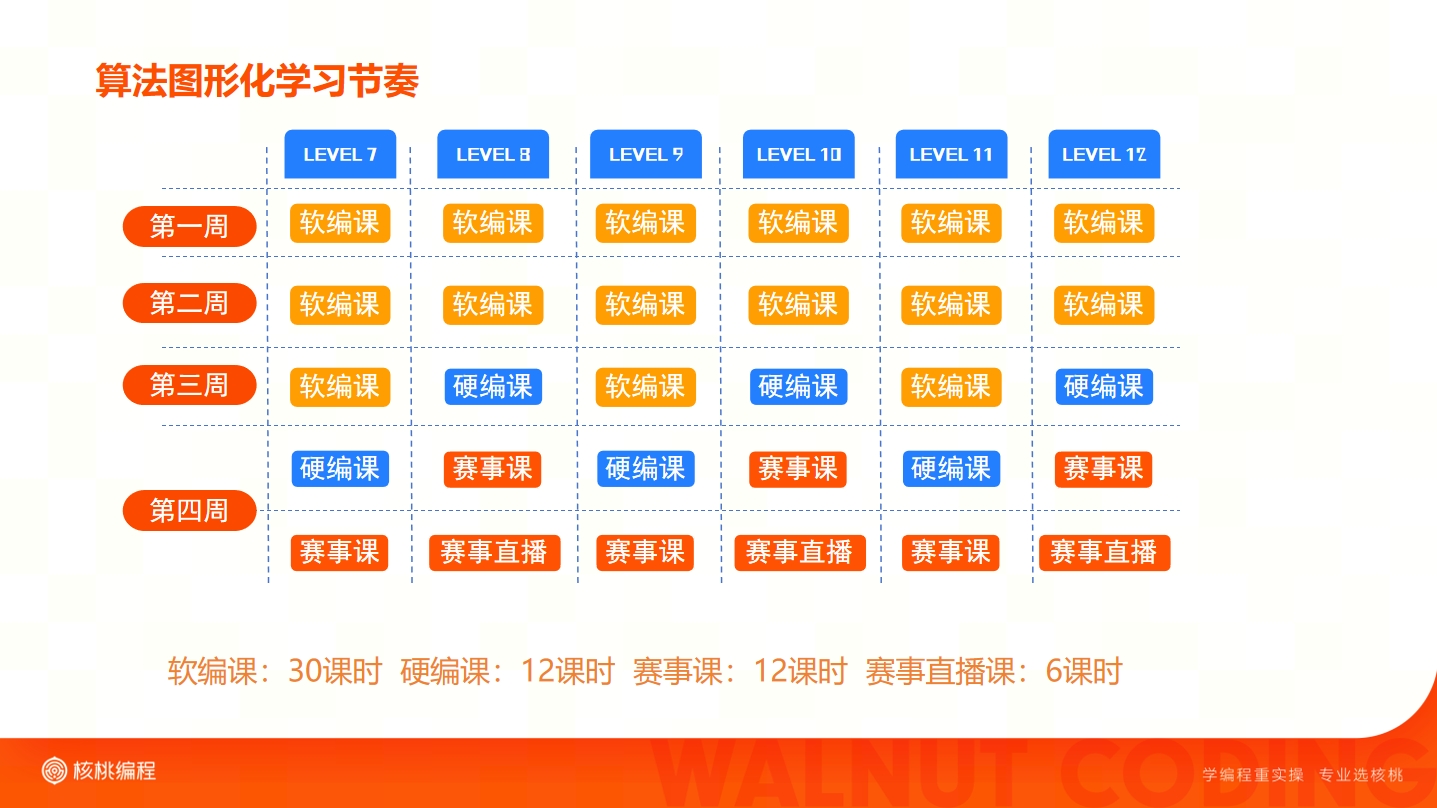 算法图形化学习节奏
LEVEL 7 LEVEL 8 LEVEL 9 LEVEL 10 LEVEL 11 LEVEL 12
第一周 软编课 软编课 软编课 软编课 软编课 软编课
第二周 软编课 软编课 软编课 软编课 软编课 软编课
第三周 软编课 硬编课 软编课 硬编课 软编课 硬编课
硬编课 赛事课 硬编课 赛事课 硬编课 赛事课
第四周
赛事课 赛事直播 赛事课 赛事直播 赛事课 赛事直播
软编课：30课时 硬编课：12课时 赛事课：12课时 赛事直播课：6课时
WALNUT CODING
核桃编程
学编程重实操 专业选核桃